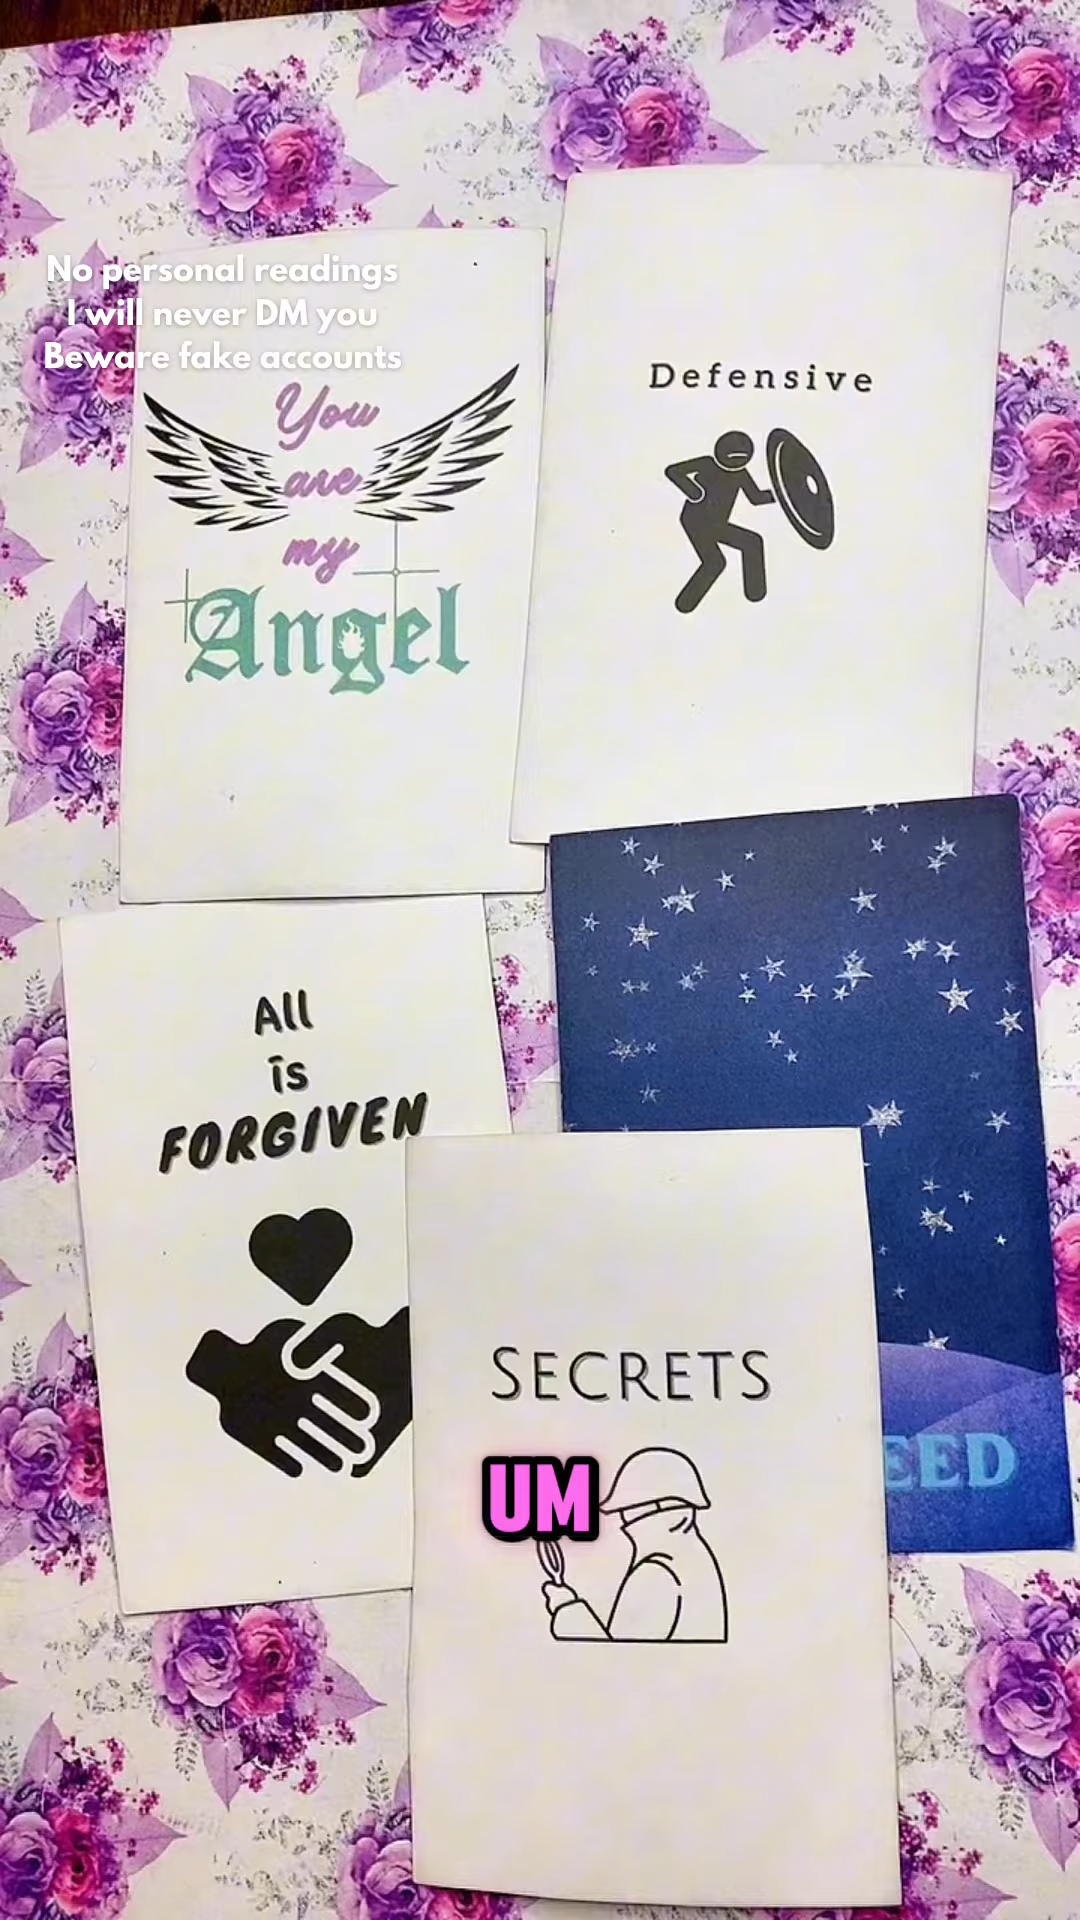 No personal readings
I will never DM you
Beware fake accounts
You
are
my
Angel
Defensive
All
is
FORGIVEN
SECRETS
UM